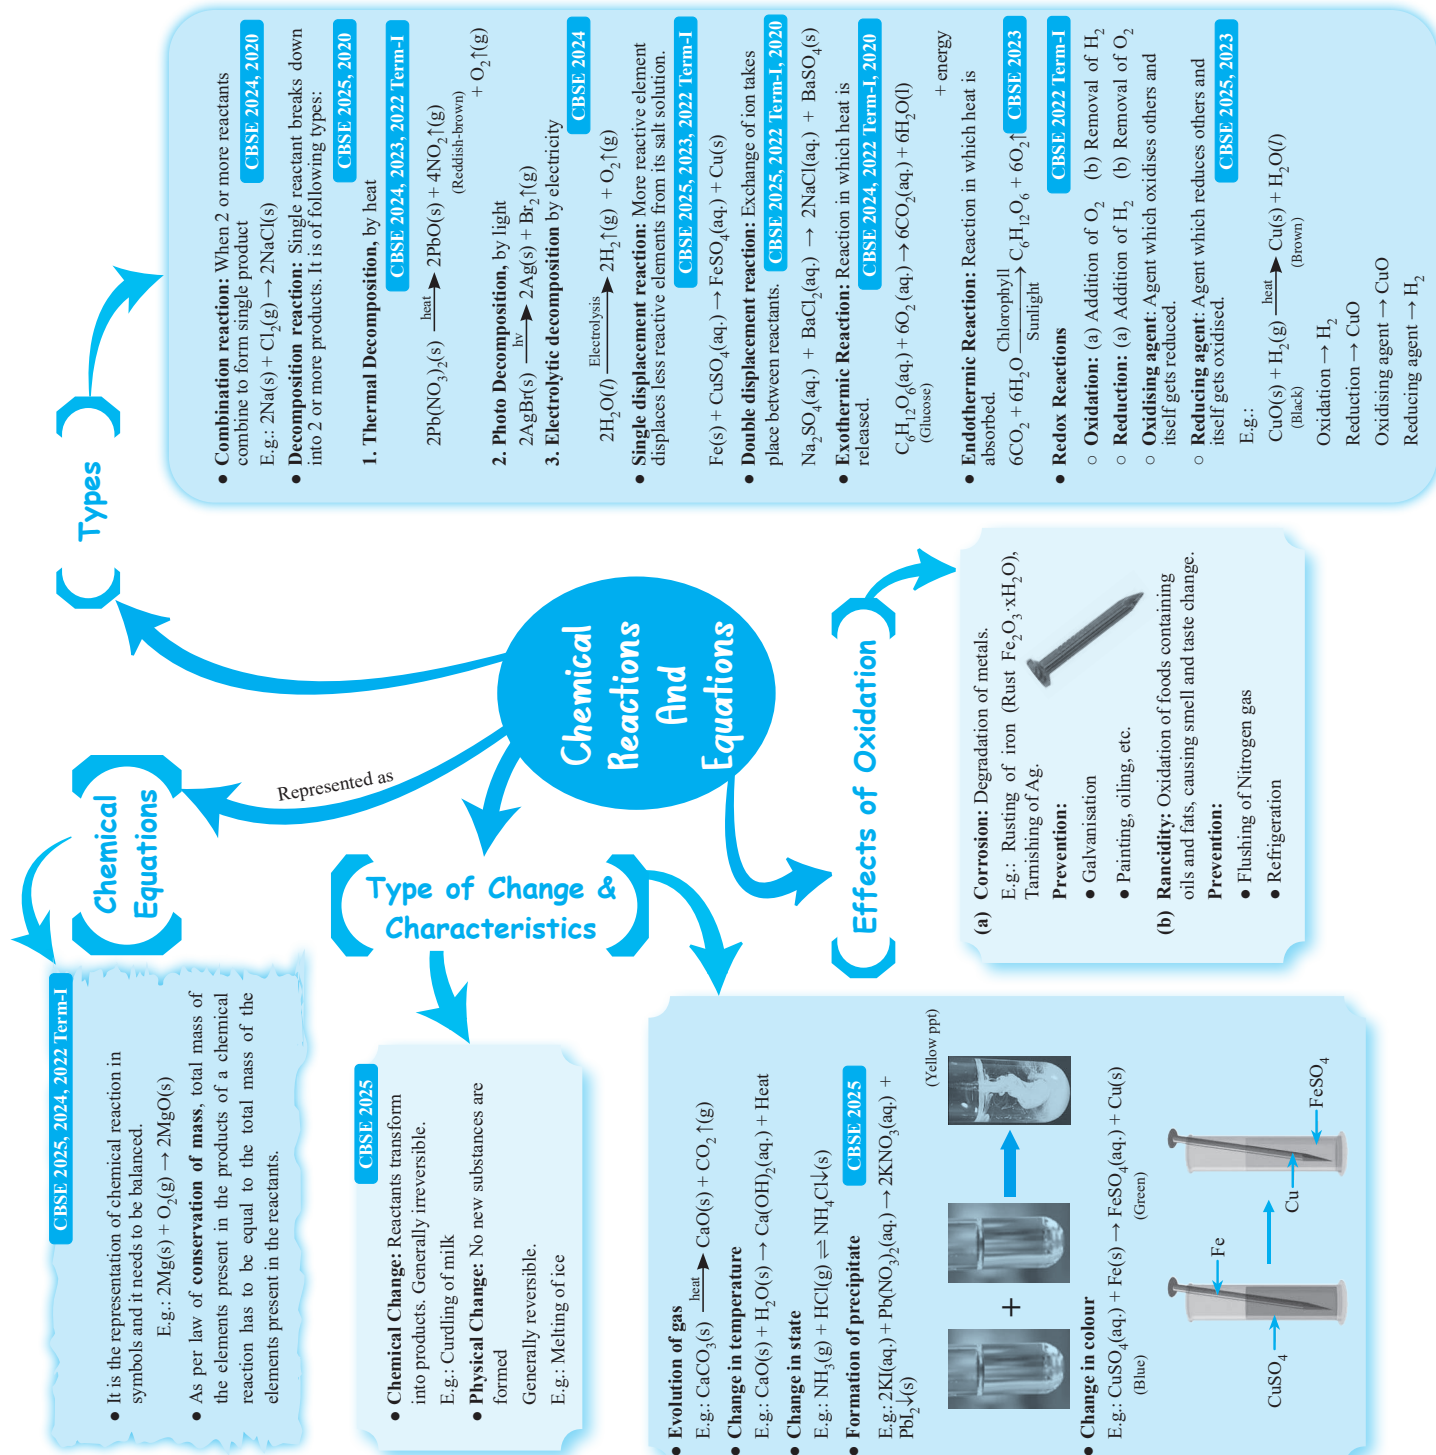 Chemical
Reactions
And
Equations
Represented as
Chemical
Equations
CBSE 2025, 2024, 2022 Term-I
● It is the representation of chemical reaction in
symbols and it needs to be balanced.
E.g.: 2Mg(s) + O₂(g) → 2MgO(s)
● As per law of conservation of mass, total mass of
the elements present in the products of a chemical
reaction has to be equal to the total mass of the
elements present in the reactants.
Type of Change &
Characteristics
CBSE 2025
● Chemical Change: Reactants transform
into products. Generally irreversible.
E.g.: Curdling of milk
● Physical Change: No new substances are
formed
Generally reversible.
E.g.: Melting of ice
● Evolution of gas
E.g.: CaCO₃(s) heat→ CaO(s) + CO₂ ↑(g)
● Change in temperature
E.g.: CaO(s) + H₂O(s) → Ca(OH)₂(aq.) + Heat
● Change in state
E.g.: NH₃(g) + HCl(g) ⇌ NH₄Cl↓(s)
● Formation of precipitate CBSE 2025
E.g.: 2KI(aq.) + Pb(NO₃)₂(aq.) → 2KNO₃(aq.) +
PbI₂↓(s)
(Yellow ppt)
+
● Change in colour
E.g.: CuSO₄(aq.) + Fe(s) → FeSO₄(aq.) + Cu(s)
(Blue) (Green)
CuSO₄
Fe
Cu
FeSO₄
Types
● Combination reaction: When 2 or more reactants
combine to form single product
CBSE 2024, 2020
E.g.: 2Na(s) + Cl₂(g) → 2NaCl(s)
● Decomposition reaction: Single reactant breaks down
into 2 or more products. It is of following types:
CBSE 2025, 2020
1. Thermal Decomposition, by heat
CBSE 2024, 2023, 2022 Term-I
2Pb(NO₃)₂(s) heat→ 2PbO(s) + 4NO₂↑(g)
(Reddish-brown)
+ O₂↑(g)
2. Photo Decomposition, by light
2AgBr(s) hv→ 2Ag(s) + Br₂↑(g)
3. Electrolytic decomposition by electricity
CBSE 2024
2H₂O(l) Electrolysis→ 2H₂↑(g) + O₂↑(g)
● Single displacement reaction: More reactive element
displaces less reactive elements from its salt solution.
CBSE 2025, 2023, 2022 Term-I
Fe(s) + CuSO₄(aq.) → FeSO₄(aq.) + Cu(s)
● Double displacement reaction: Exchange of ion takes
place between reactants. CBSE 2025, 2022 Term-I, 2020
Na₂SO₄(aq.) + BaCl₂(aq.) → 2NaCl(aq.) + BaSO₄(s)
● Exothermic Reaction: Reaction in which heat is
released.
CBSE 2024, 2022 Term-I, 2020
C₆H₁₂O₆(aq.) + 6O₂(aq.) → 6CO₂(aq.) + 6H₂O(l)
(Glucose)
+ energy
● Endothermic Reaction: Reaction in which heat is
absorbed.
CBSE 2023
6CO₂ + 6H₂O Chlorophyll→ Sunlight C₆H₁₂O₆ + 6O₂↑
● Redox Reactions
CBSE 2022 Term-I
○ Oxidation: (a) Addition of O₂ (b) Removal of H₂
○ Reduction: (a) Addition of H₂ (b) Removal of O₂
○ Oxidising agent: Agent which oxidises others and
itself gets reduced.
○ Reducing agent: Agent which reduces others and
itself gets oxidised.
CBSE 2025, 2023
E.g.:
CuO(s) + H₂(g) heat→ Cu(s) + H₂O(l)
(Black) (Brown)
Oxidation → H₂
Reduction → CuO
Oxidising agent → CuO
Reducing agent → H₂
Effects of Oxidation
(a) Corrosion: Degradation of metals.
E.g.: Rusting of iron (Rust Fe₂O₃·xH₂O),
Tarnishing of Ag.
Prevention:
● Galvanisation
● Painting, oiling, etc.
(b) Rancidity: Oxidation of foods containing
oils and fats, causing smell and taste change.
Prevention:
● Flushing of Nitrogen gas
● Refrigeration